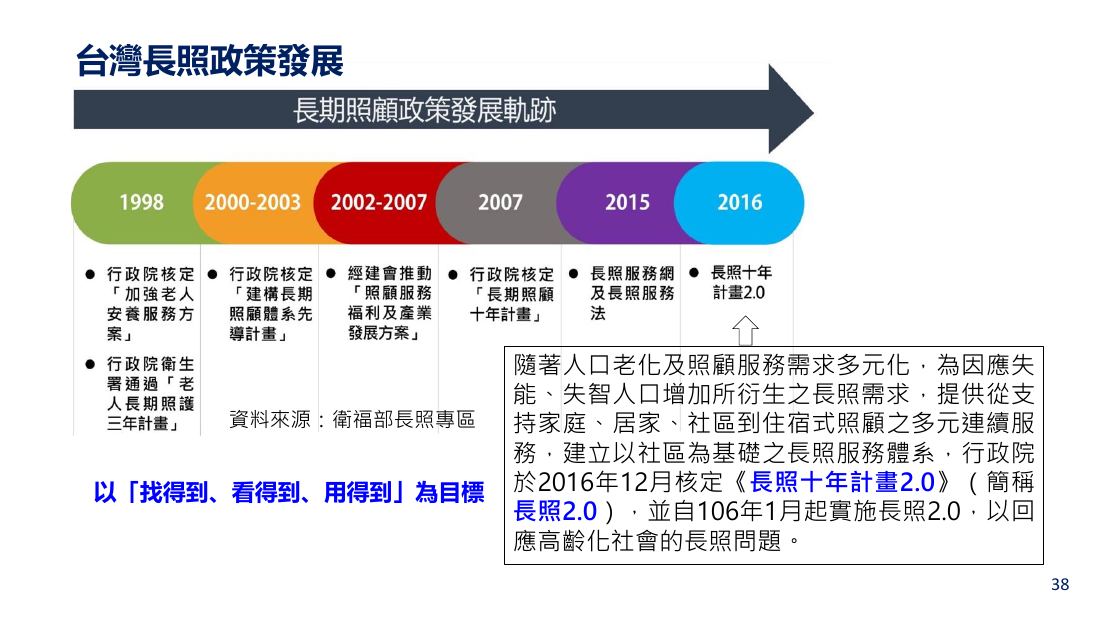 台灣長照政策發展
長期照顧政策發展軌跡
1998
2000-2003
2002-2007
2007
2015
2016
● 行政院核定
「加強老人
安養服務方
案」
● 行政院衛生
署通過「老
人長期照護
三年計畫」
● 行政院核定
「建構長期
照顧體系先
導計畫」
● 經建會推動
「照顧服務
福利及產業
發展方案」
● 行政院核定
「長期照顧
十年計畫」
● 長照服務網
及長照服務
法
● 長照十年
計畫2.0
資料來源：衛福部長照專區
以「找得到、看得到、用得到」為目標
隨著人口老化及照顧服務需求多元化，為因應失
能、失智人口增加所衍生之長照需求，提供從支
持家庭、居家、社區到住宿式照顧之多元連續服
務，建立以社區為基礎之長照服務體系，行政院
於2016年12月核定《長照十年計畫2.0》（簡稱
長照2.0），並自106年1月起實施長照2.0，以回
應高齡化社會的長照問題。
38